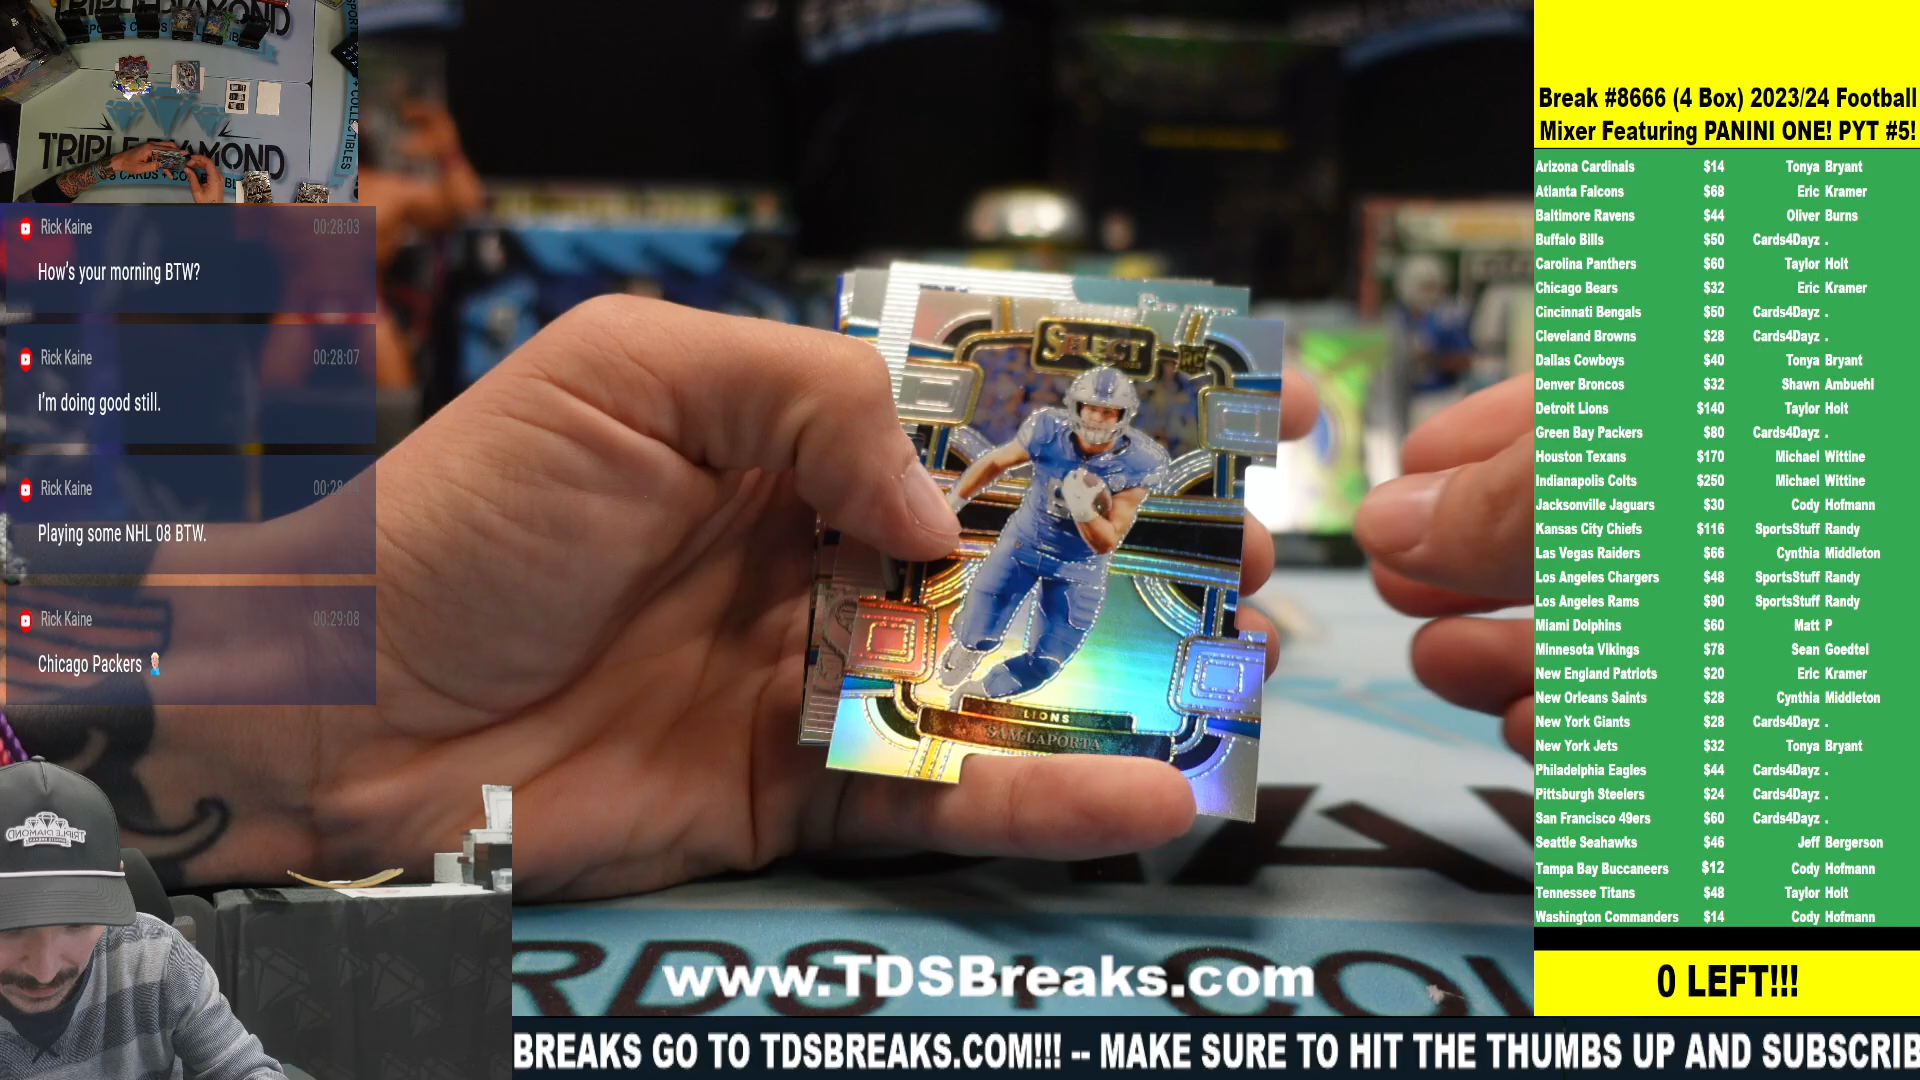 TRIPLE DIAMOND
SPORTS CARDS + COLLECTIBLES
TRIPLE DIAMOND
Rick Kaine 00:28:03
How's your morning BTW?
Rick Kaine 00:28:07
I'm doing good still.
Rick Kaine
Playing some NHL 08 BTW.
Rick Kaine 00:29:08
Chicago Packers
TRIPLE DIAMOND
SELECT
RC
LIONS
SAM LAPORTA
www.TDSBreaks.com
BREAKS GO TO TDSBREAKS.COM!!! -- MAKE SURE TO HIT THE THUMBS UP AND SUBSCRIB
Break #8666 (4 Box) 2023/24 Football
Mixer Featuring PANINI ONE! PYT #5!
Arizona Cardinals $14 Tonya Bryant
Atlanta Falcons $68 Eric Kramer
Baltimore Ravens $44 Oliver Burns
Buffalo Bills $50 Cards4Dayz .
Carolina Panthers $60 Taylor Holt
Chicago Bears $32 Eric Kramer
Cincinnati Bengals $50 Cards4Dayz .
Cleveland Browns $28 Cards4Dayz .
Dallas Cowboys $40 Tonya Bryant
Denver Broncos $32 Shawn Ambuehl
Detroit Lions $140 Taylor Holt
Green Bay Packers $80 Cards4Dayz .
Houston Texans $170 Michael Wittine
Indianapolis Colts $250 Michael Wittine
Jacksonville Jaguars $30 Cody Hofmann
Kansas City Chiefs $116 SportsStuff Randy
Las Vegas Raiders $66 Cynthia Middleton
Los Angeles Chargers $48 SportsStuff Randy
Los Angeles Rams $90 SportsStuff Randy
Miami Dolphins $60 Matt P
Minnesota Vikings $78 Sean Goedtel
New England Patriots $20 Eric Kramer
New Orleans Saints $28 Cynthia Middleton
New York Giants $28 Cards4Dayz .
New York Jets $32 Tonya Bryant
Philadelphia Eagles $44 Cards4Dayz .
Pittsburgh Steelers $24 Cards4Dayz .
San Francisco 49ers $60 Cards4Dayz .
Seattle Seahawks $46 Jeff Bergerson
Tampa Bay Buccaneers $12 Cody Hofmann
Tennessee Titans $48 Taylor Holt
Washington Commanders $14 Cody Hofmann
0 LEFT!!!